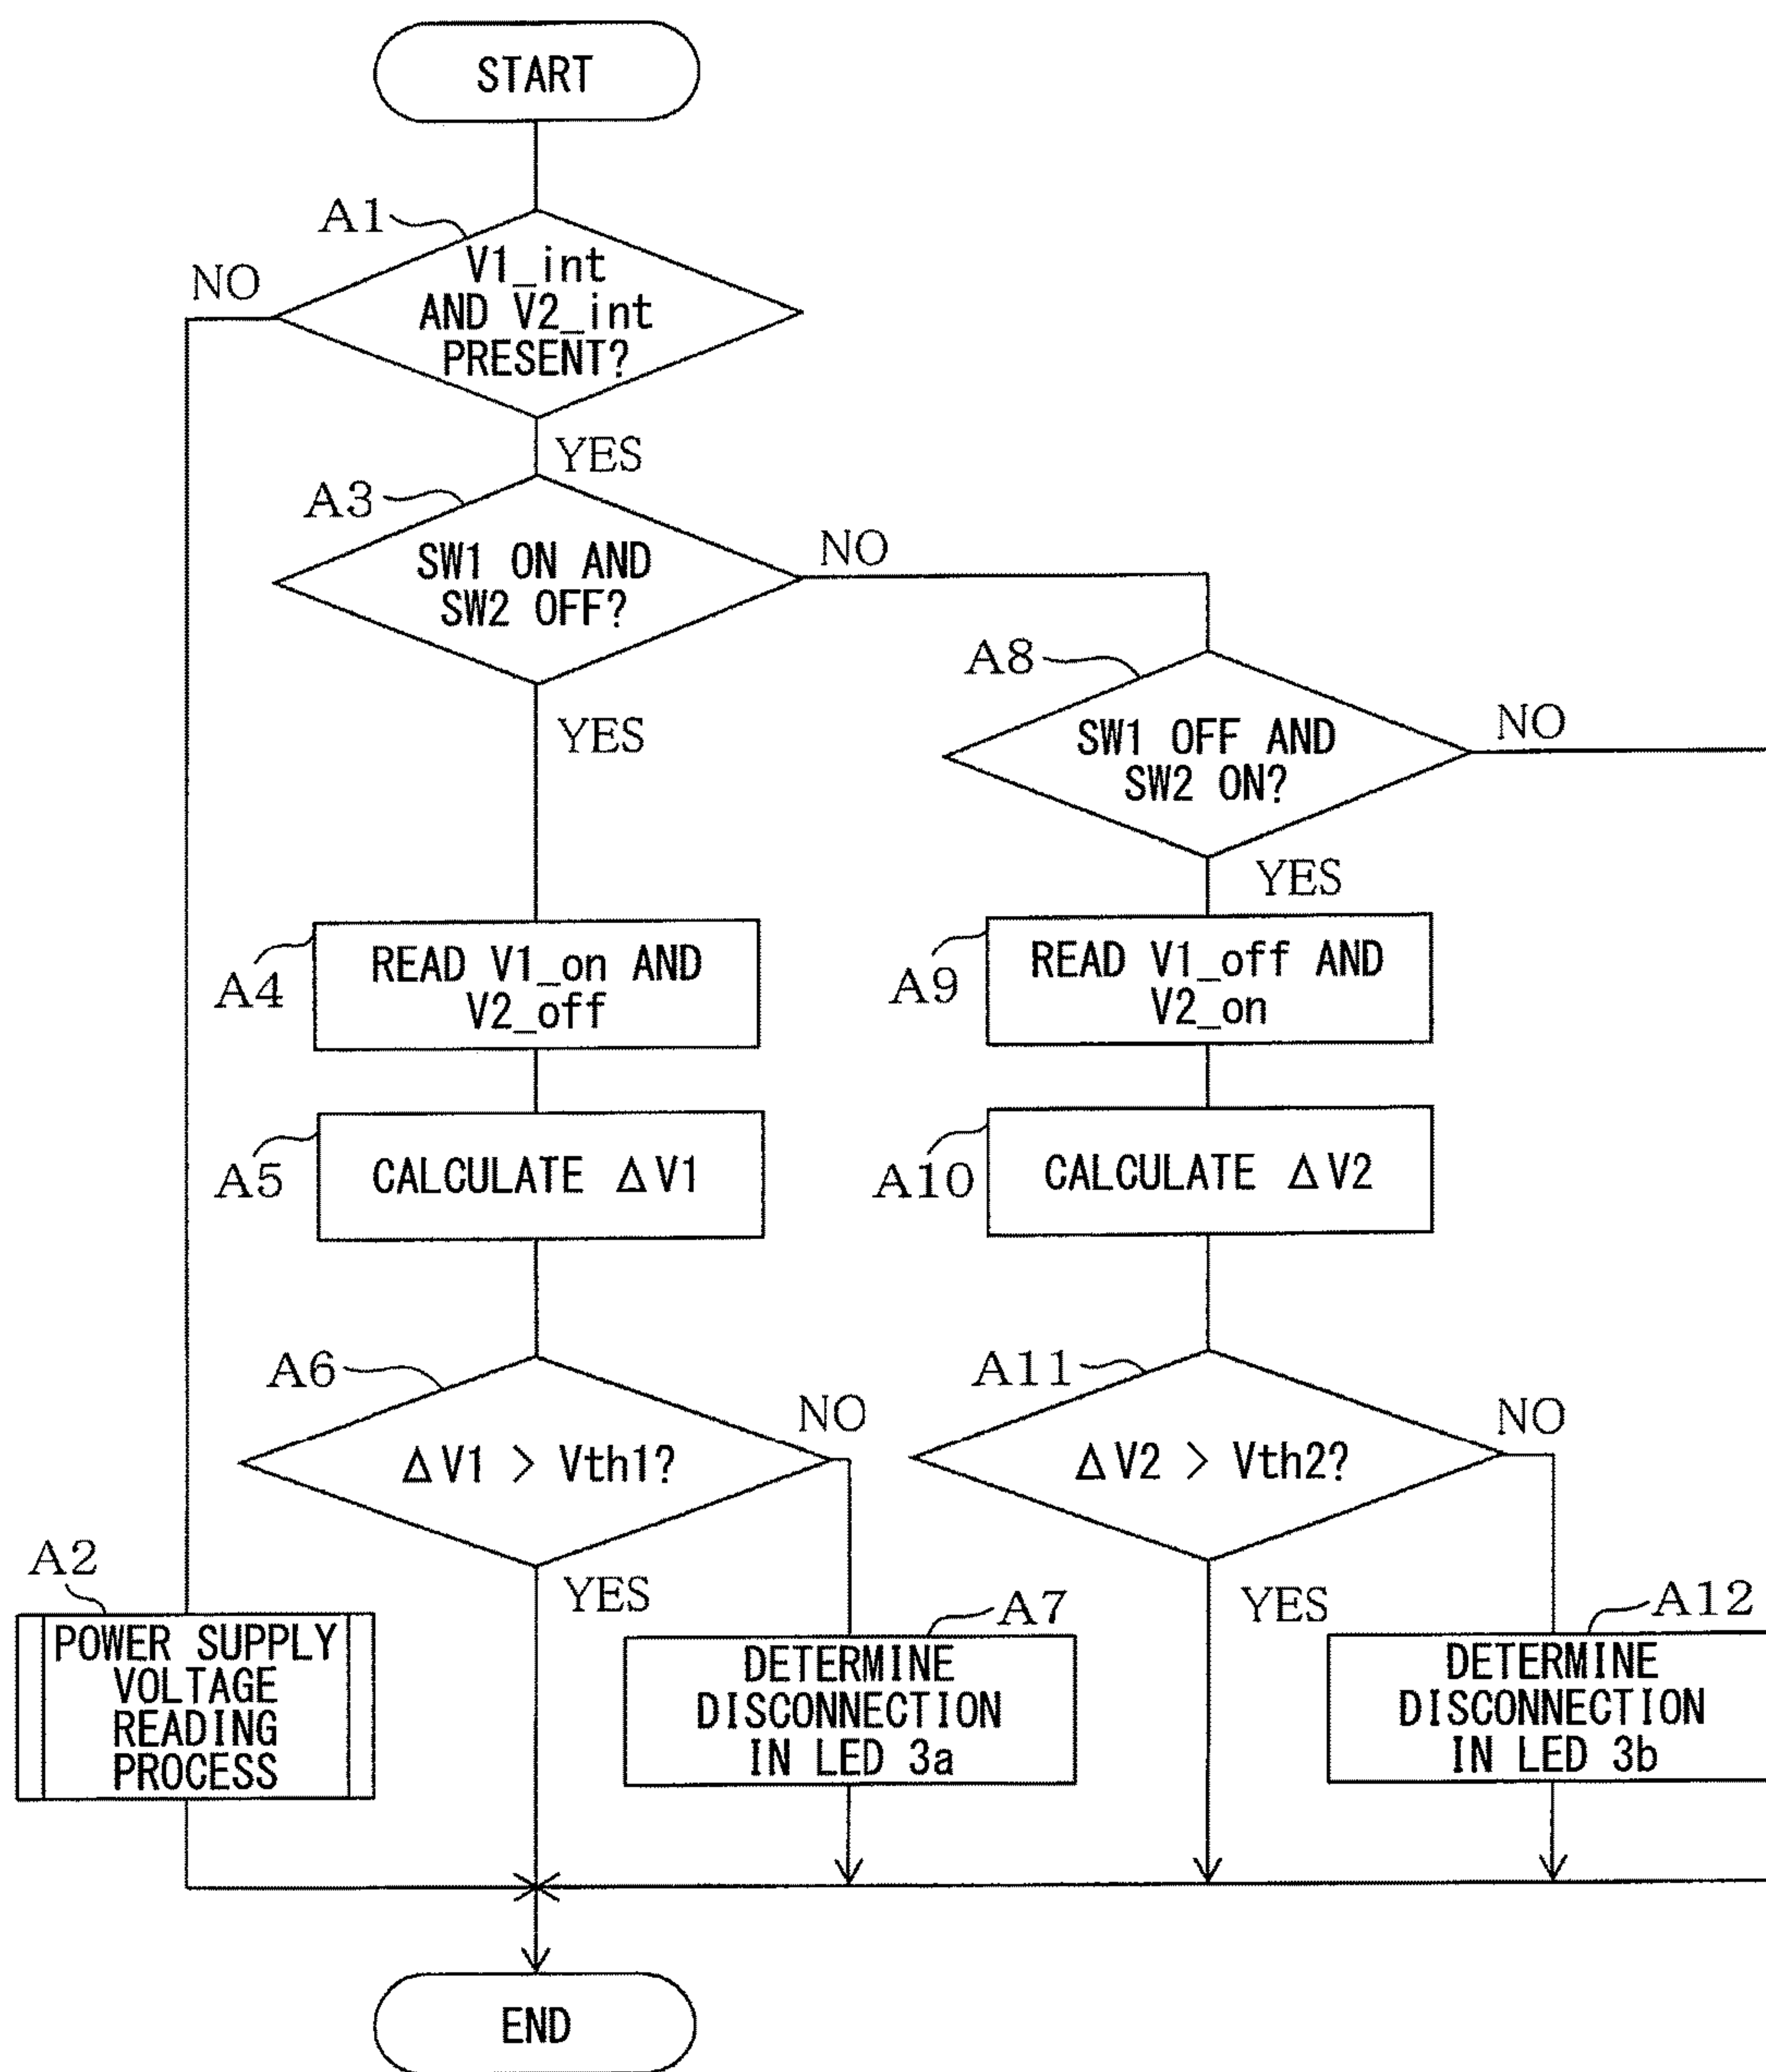 START
A1
V1_int
AND V2_int
PRESENT?
NO
YES
A3
SW1 ON AND
SW2 OFF?
NO
YES
A8
SW1 OFF AND
SW2 ON?
NO
YES
A4
READ V1_on AND
V2_off
A9
READ V1_off AND
V2_on
A5
CALCULATE ΔV1
A10
CALCULATE ΔV2
A6
ΔV1 > Vth1?
NO
YES
A11
ΔV2 > Vth2?
NO
YES
A2
POWER SUPPLY
VOLTAGE
READING
PROCESS
A7
DETERMINE
DISCONNECTION
IN LED 3a
A12
DETERMINE
DISCONNECTION
IN LED 3b
END